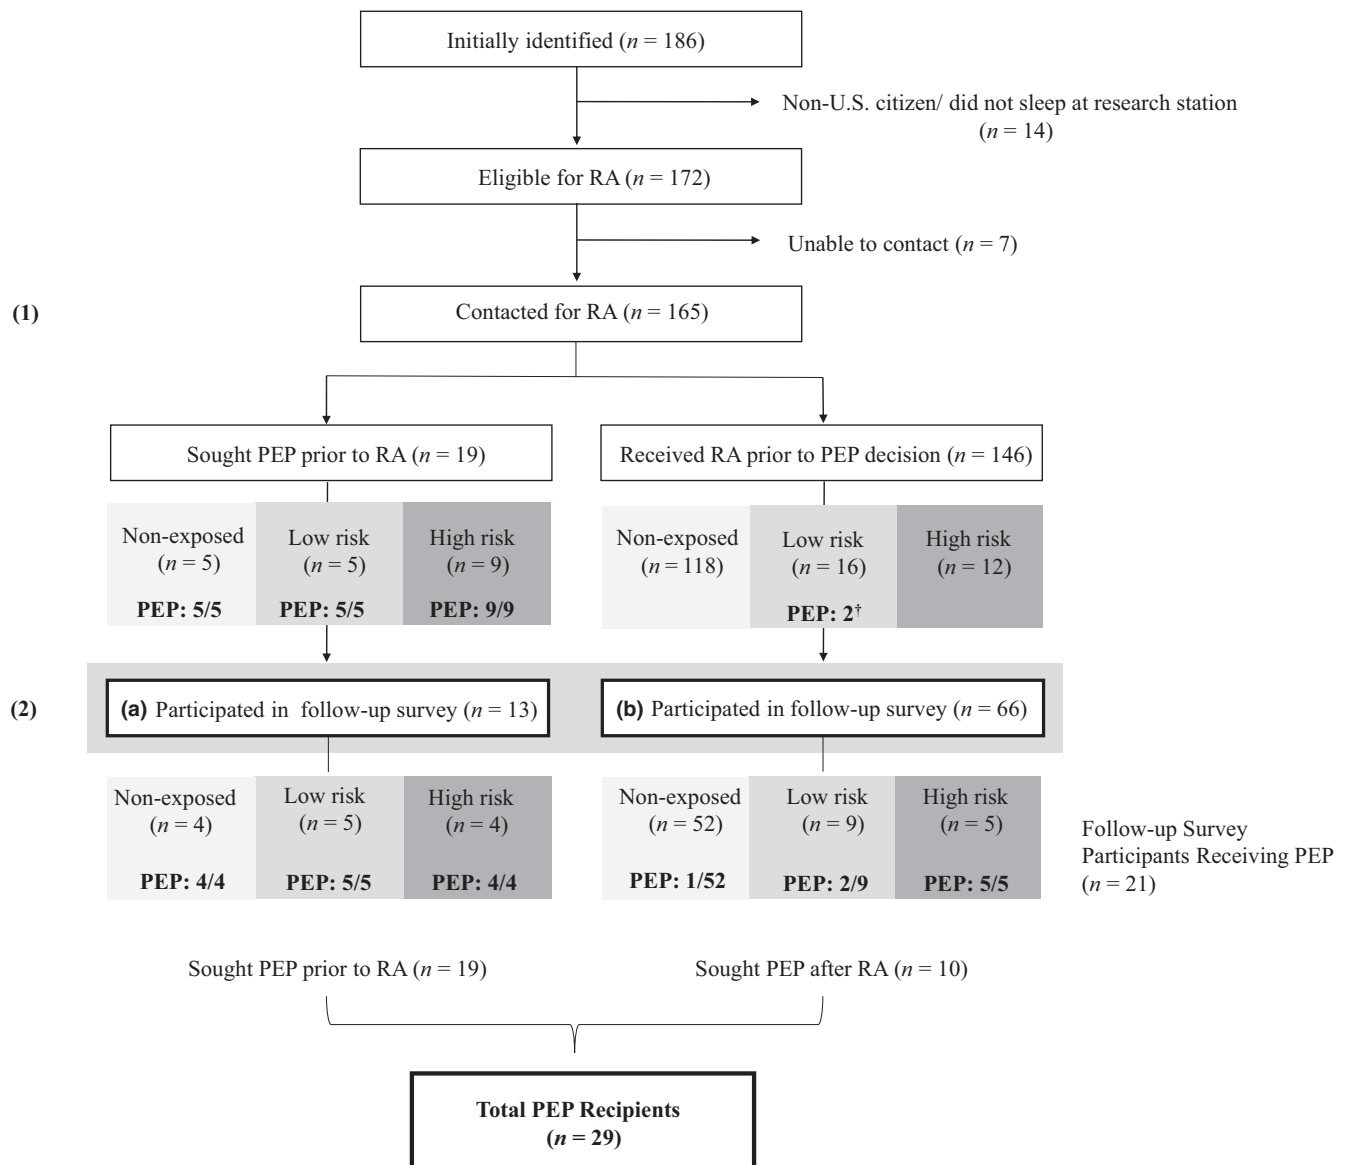 Initially identified (n = 186)
Non-U.S. citizen/ did not sleep at research station
(n = 14)
Eligible for RA (n = 172)
Unable to contact (n = 7)
(1)
Contacted for RA (n = 165)
Sought PEP prior to RA (n = 19)
Received RA prior to PEP decision (n = 146)
Non-exposed
(n = 5)
PEP: 5/5
Low risk
(n = 5)
PEP: 5/5
High risk
(n = 9)
PEP: 9/9
Non-exposed
(n = 118)
Low risk
(n = 16)
PEP: 2†
High risk
(n = 12)
(2)
(a) Participated in follow-up survey (n = 13)
(b) Participated in follow-up survey (n = 66)
Non-exposed
(n = 4)
PEP: 4/4
Low risk
(n = 5)
PEP: 5/5
High risk
(n = 4)
PEP: 4/4
Non-exposed
(n = 52)
PEP: 1/52
Low risk
(n = 9)
PEP: 2/9
High risk
(n = 5)
PEP: 5/5
Follow-up Survey
Participants Receiving PEP
(n = 21)
Sought PEP prior to RA (n = 19)
Sought PEP after RA (n = 10)
Total PEP Recipients
(n = 29)